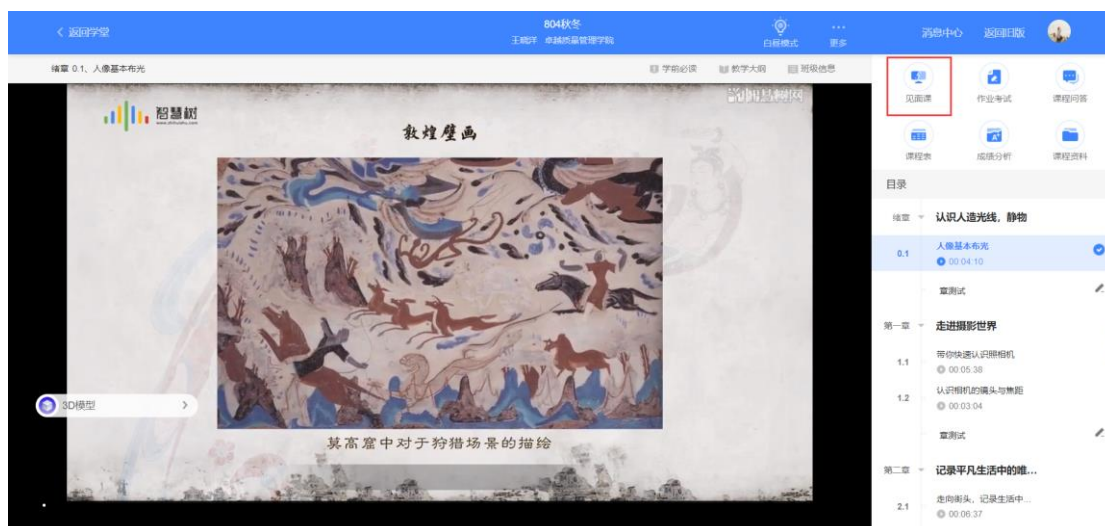 < 返回学堂
804秋冬
王晓洋 卓越质量管理学院
白昼模式
更多
消息中心
返回旧版
绪章 0.1、人像基本布光
学前必读
教学大纲
班级信息
智慧树
www.zhihuishu.com
智慧树网
敦煌壁画
莫高窟中对于狩猎场景的描绘
3D模型 >
见面课
作业考试
课程问答
课程表
成绩分析
课程资料
目录
绪章 认识人造光线，静物
0.1 人像基本布光
00:04:10
章测试
第一章 走进摄影世界
1.1 带你快速认识照相机
00:05:38
1.2 认识相机的镜头与焦距
00:03:04
章测试
第二章 记录平凡生活中的唯...
2.1 走向街头，记录生活中...
00:06:37